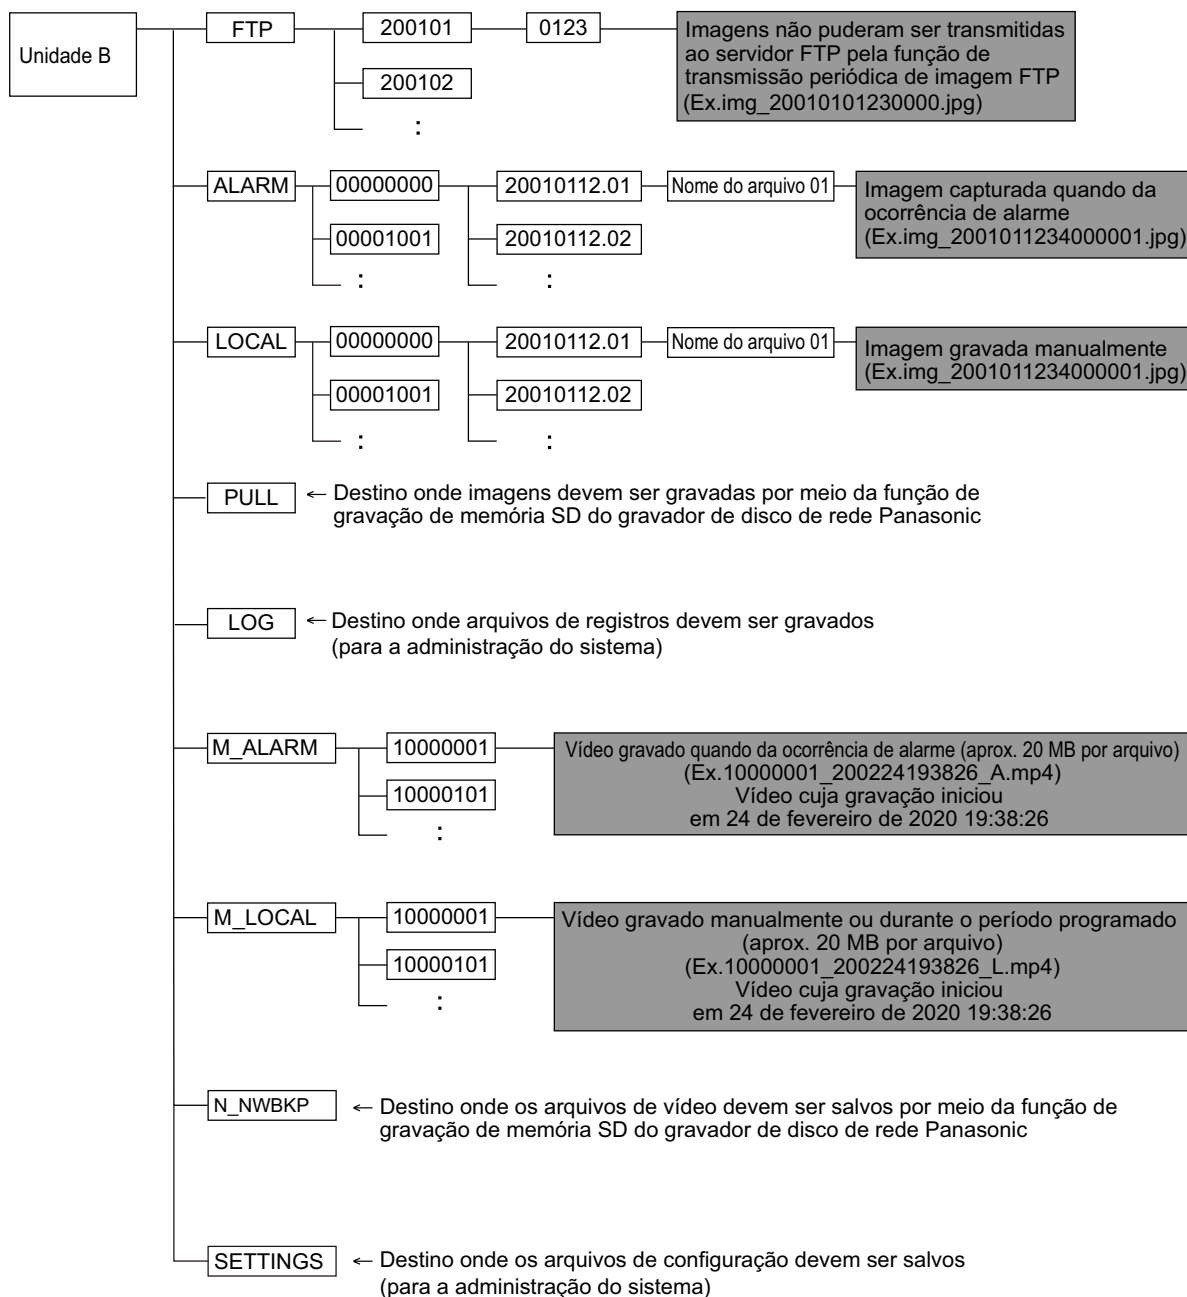 Unidade B
FTP
200101
0123
Imagens não puderam ser transmitidas
ao servidor FTP pela função de
transmissão periódica de imagem FTP
(Ex.img_20010101230000.jpg)
200102
:
ALARM
00000000
20010112.01
Nome do arquivo 01
Imagem capturada quando da
ocorrência de alarme
(Ex.img_2001011234000001.jpg)
00001001
20010112.02
:
:
LOCAL
00000000
20010112.01
Nome do arquivo 01
Imagem gravada manualmente
(Ex.img_2001011234000001.jpg)
00001001
20010112.02
:
:
PULL
← Destino onde imagens devem ser gravadas por meio da função de
gravação de memória SD do gravador de disco de rede Panasonic
LOG
← Destino onde arquivos de registros devem ser gravados
(para a administração do sistema)
M_ALARM
10000001
Vídeo gravado quando da ocorrência de alarme (aprox. 20 MB por arquivo)
(Ex.10000001_200224193826_A.mp4)
Vídeo cuja gravação iniciou
em 24 de fevereiro de 2020 19:38:26
10000101
:
M_LOCAL
10000001
Vídeo gravado manualmente ou durante o período programado
(aprox. 20 MB por arquivo)
(Ex.10000001_200224193826_L.mp4)
Vídeo cuja gravação iniciou
em 24 de fevereiro de 2020 19:38:26
10000101
:
N_NWBKP
← Destino onde os arquivos de vídeo devem ser salvos por meio da função de
gravação de memória SD do gravador de disco de rede Panasonic
SETTINGS
← Destino onde os arquivos de configuração devem ser salvos
(para a administração do sistema)